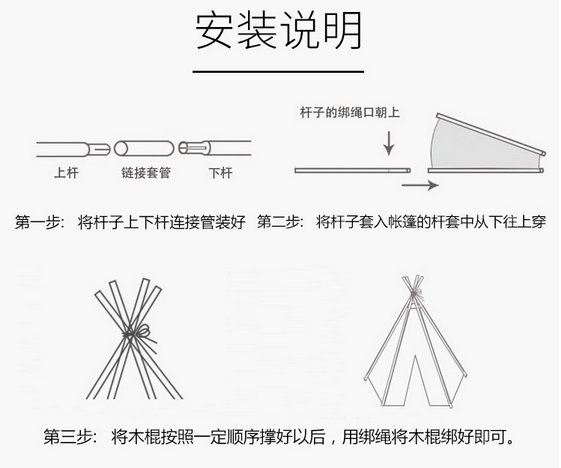 安装说明
杆子的绑绳口朝上
上杆 链接套管 下杆
第一步: 将杆子上下杆连接管装好 第二步: 将杆子套入帐篷的杆套中从下往上穿
第三步: 将木棍按照一定顺序撑好以后，用绑绳将木棍绑好即可。